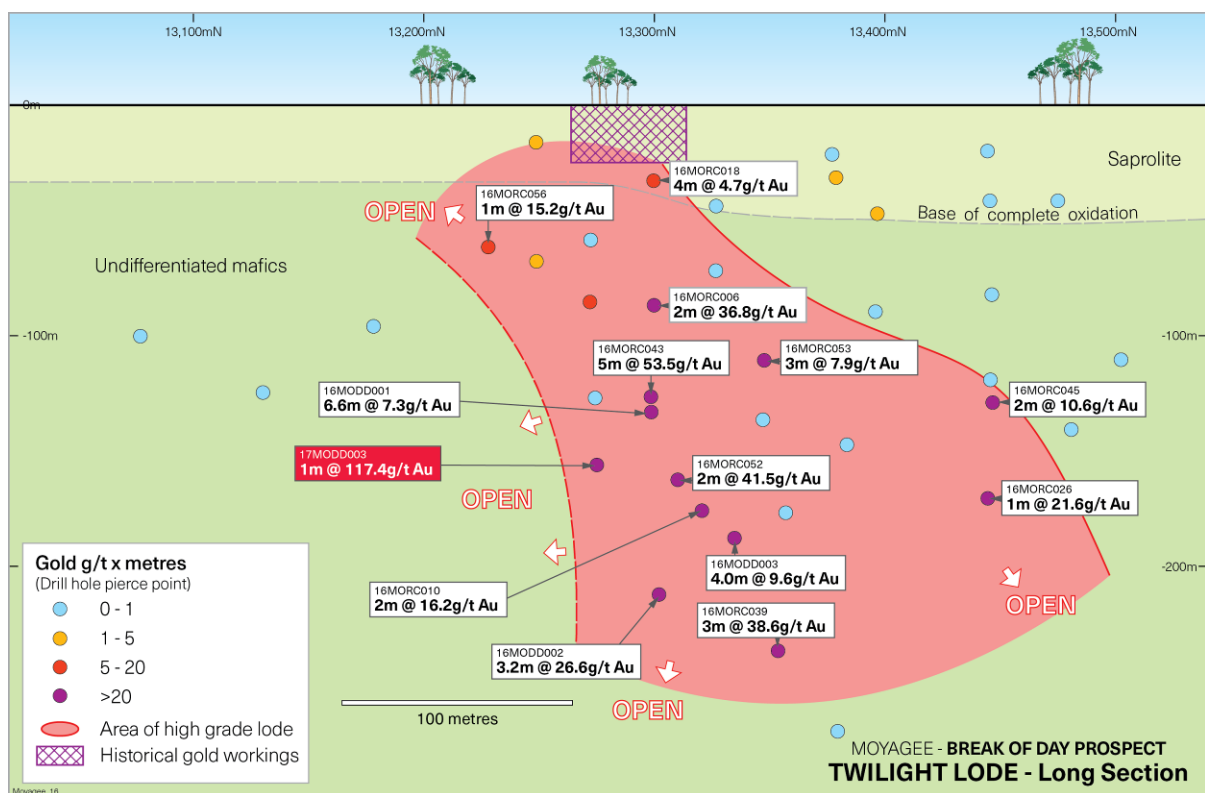 13,100mN
13,200mN
13,300mN
13,400mN
13,500mN
0m
Saprolite
16MORC018
4m @ 4.7g/t Au
16MORC056
1m @ 15.2g/t Au
OPEN
Base of complete oxidation
Undifferentiated mafics
16MORC006
2m @ 36.8g/t Au
-100m
-100m
16MORC043
5m @ 53.5g/t Au
16MORC053
3m @ 7.9g/t Au
16MODD001
6.6m @ 7.3g/t Au
16MORC045
2m @ 10.6g/t Au
17MODD003
1m @ 117.4g/t Au
16MORC052
2m @ 41.5g/t Au
OPEN
16MORC026
1m @ 21.6g/t Au
Gold g/t x metres
(Drill hole pierce point)
0 - 1
1 - 5
5 - 20
>20
Area of high grade lode
Historical gold workings
16MODD003
4.0m @ 9.6g/t Au
-200m
16MORC010
2m @ 16.2g/t Au
OPEN
16MORC039
3m @ 38.6g/t Au
16MODD002
3.2m @ 26.6g/t Au
OPEN
100 metres
MOYAGEE - BREAK OF DAY PROSPECT
TWILIGHT LODE - Long Section
Moyagee_16